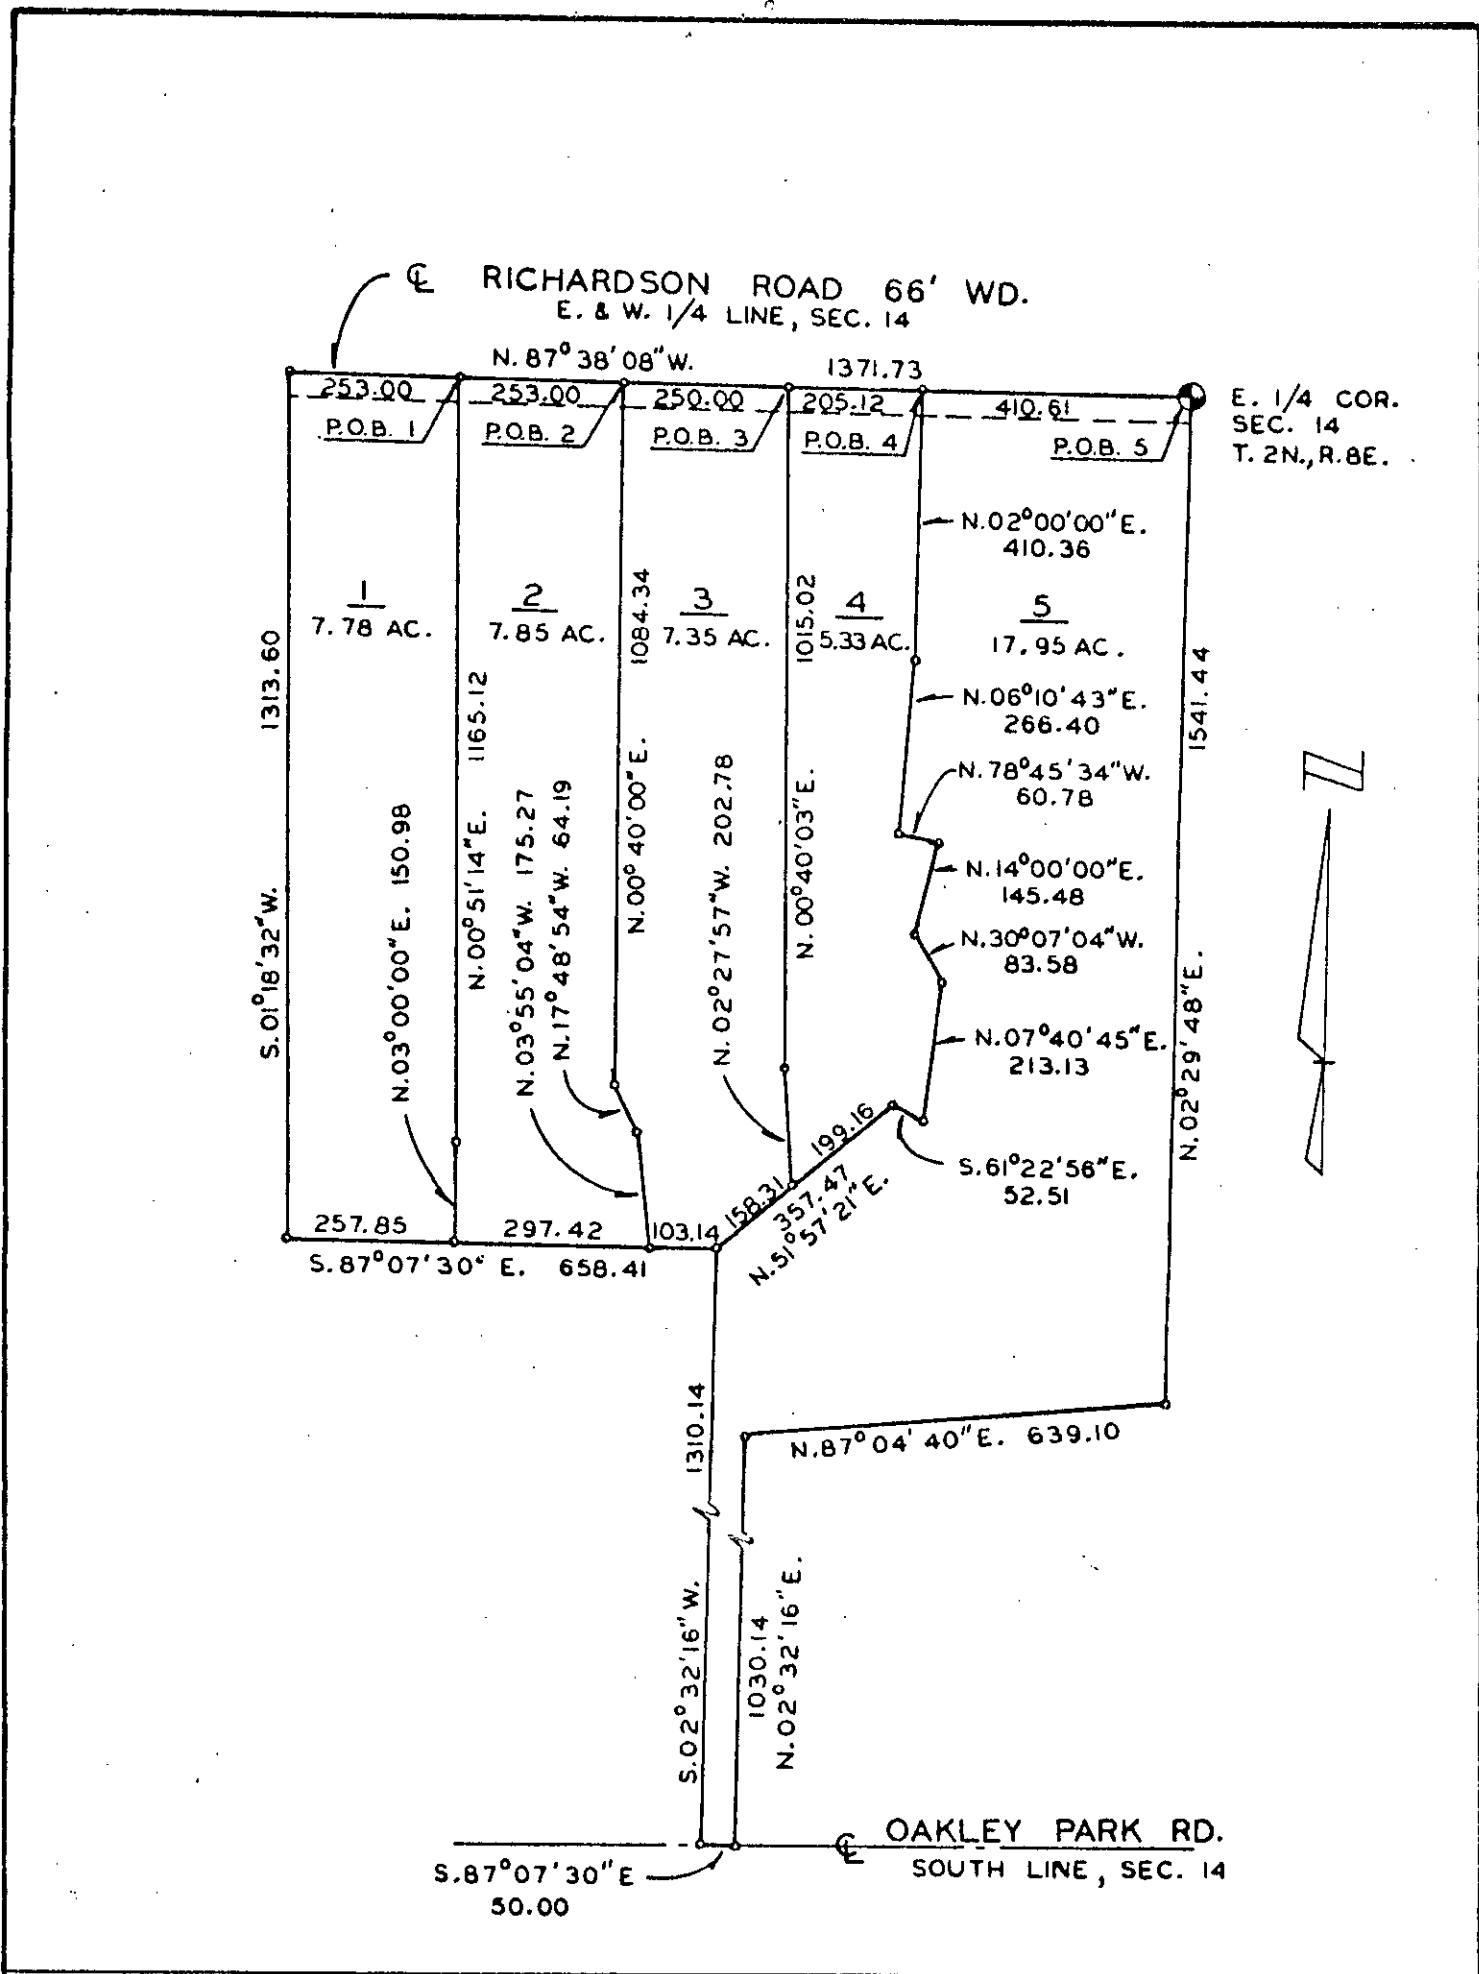 ℄ RICHARDSON ROAD 66' WD.
E. & W. 1/4 LINE, SEC. 14
N. 87° 38' 08" W.
1371.73
253.00
253.00
250.00
205.12
410.61
P.O.B. 1
P.O.B. 2
P.O.B. 3
P.O.B. 4
P.O.B. 5
E. 1/4 COR.
SEC. 14
T. 2N., R. 8E.
N. 02° 00' 00" E.
410.36
1
7.78 AC.
2
7.85 AC.
3
7.35 AC.
4
5.33 AC.
5
17.95 AC.
S. 01° 18' 32" W. 1313.60
N. 03° 00' 00" E. 150.98
N. 00° 51' 14" E. 1165.12
N. 03° 55' 04" W. 175.27
N. 17° 48' 54" W. 64.19
N. 00° 40' 00" E. 1084.34
N. 02° 27' 57" W. 202.78
N. 00° 40' 03" E. 1015.02
N. 06° 10' 43" E.
266.40
N. 78° 45' 34" W.
60.78
N. 14° 00' 00" E.
145.48
N. 30° 07' 04" W.
83.58
N. 07° 40' 45" E.
213.13
S. 61° 22' 56" E.
52.51
N. 02° 29' 48" E. 1541.44
N
257.85
297.42
103.14
158.31
199.16
357.47
N. 51° 57' 21" E.
S. 87° 07' 30" E. 658.41
N. 87° 04' 40" E. 639.10
S. 02° 32' 16" W. 1310.14
1030.14
N. 02° 32' 16" E.
℄ OAKLEY PARK RD.
SOUTH LINE, SEC. 14
S. 87° 07' 30" E
50.00